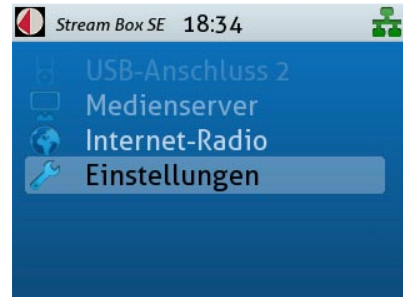 Stream Box SE 18:34
USB-Anschluss 2
Medienserver
Internet-Radio
Einstellungen